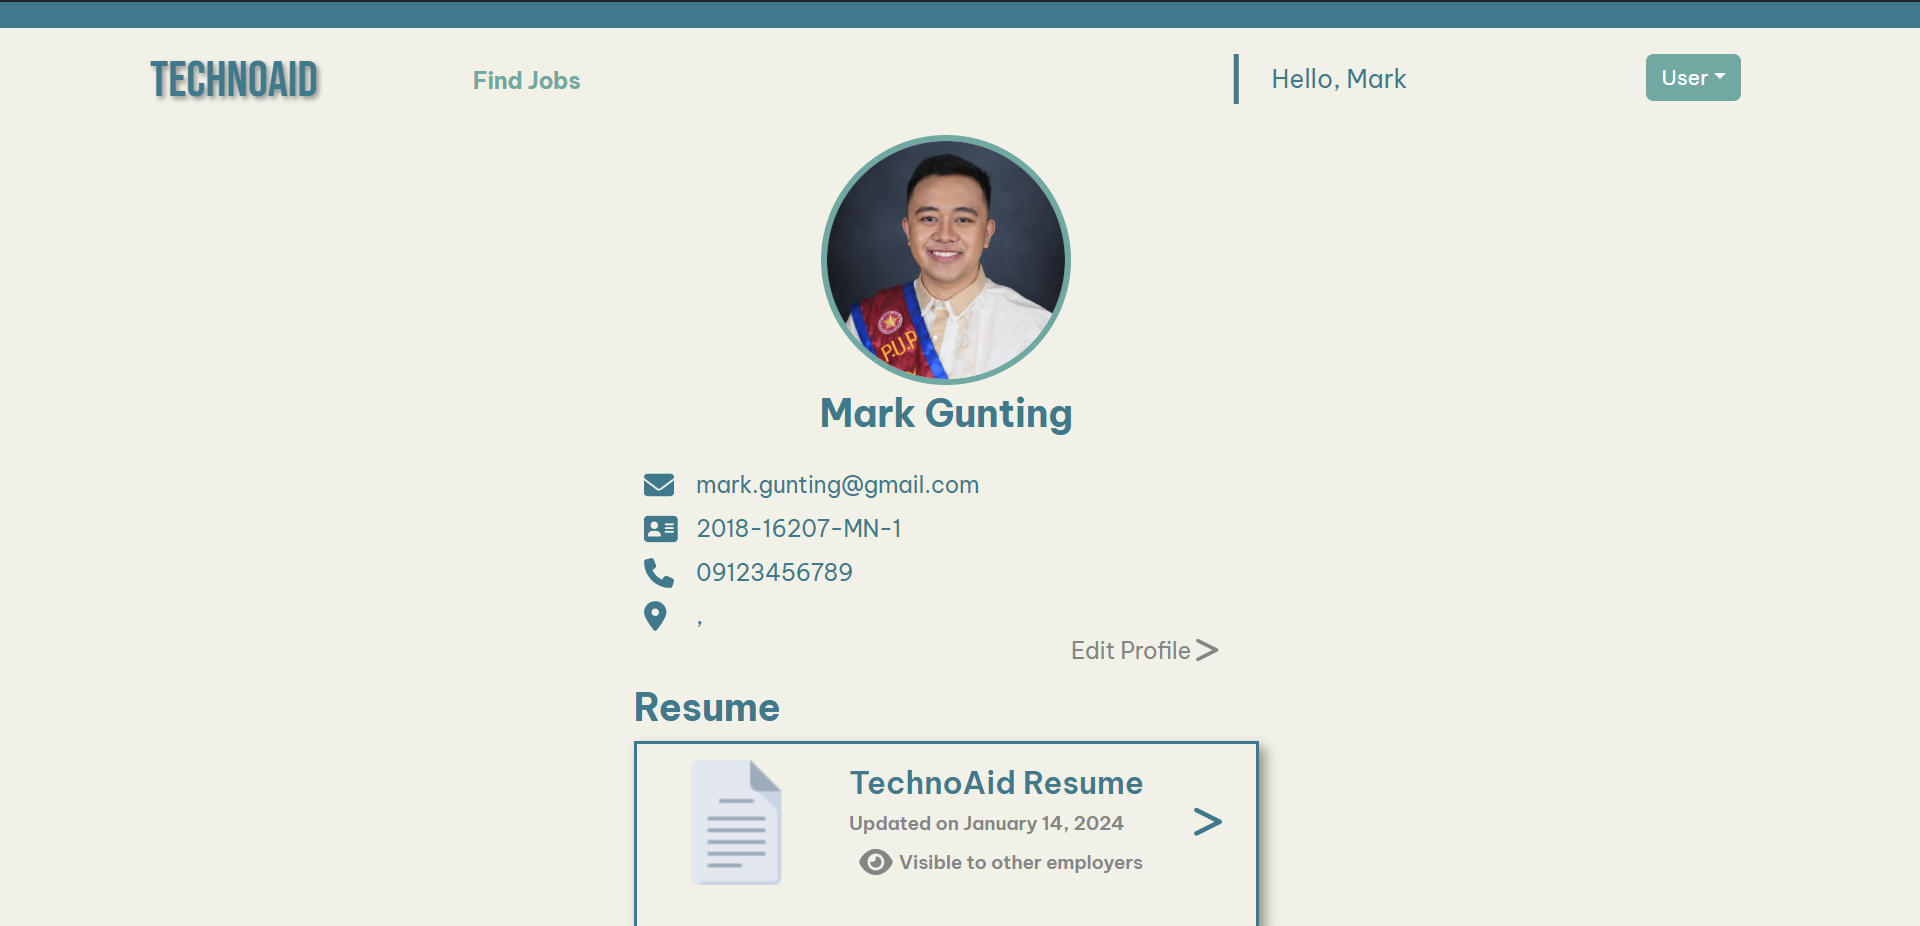 TECHNOAID
Find Jobs
Hello, Mark
User
P.U.P
Mark Gunting
mark.gunting@gmail.com
2018-16207-MN-1
09123456789
,
Edit Profile >
Resume
TechnoAid Resume
Updated on January 14, 2024
>
Visible to other employers